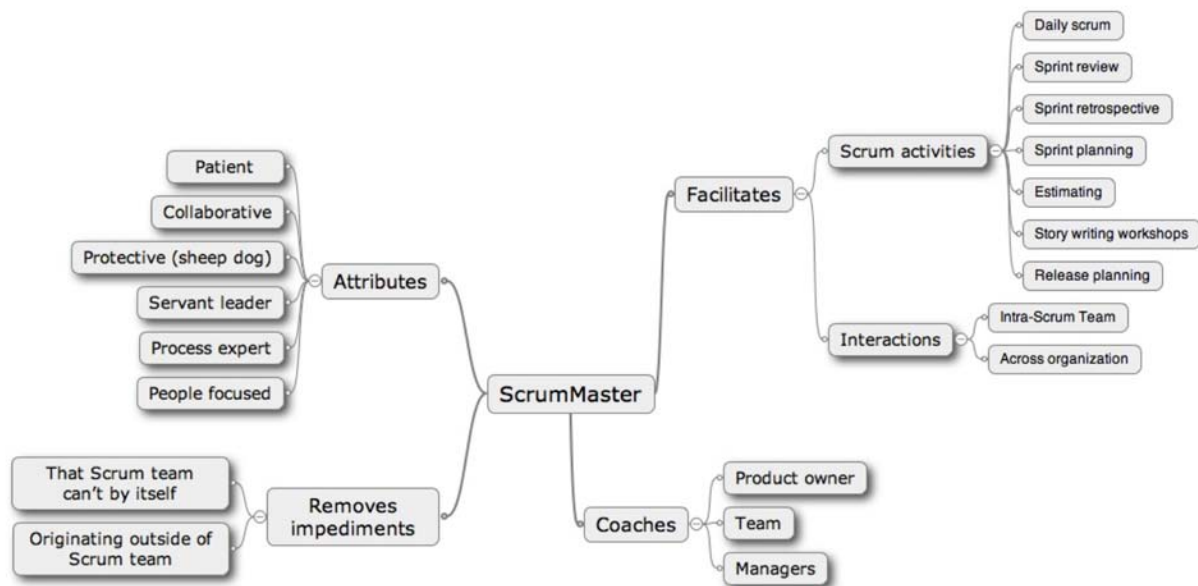 Daily scrum
Sprint review
Sprint retrospective
Sprint planning
Estimating
Story writing workshops
Release planning
Scrum activities
Facilitates
Interactions
Intra-Scrum Team
Across organization
Patient
Collaborative
Protective (sheep dog)
Servant leader
Process expert
People focused
Attributes
ScrumMaster
That Scrum team
can't by itself
Originating outside of
Scrum team
Removes
impediments
Coaches
Product owner
Team
Managers